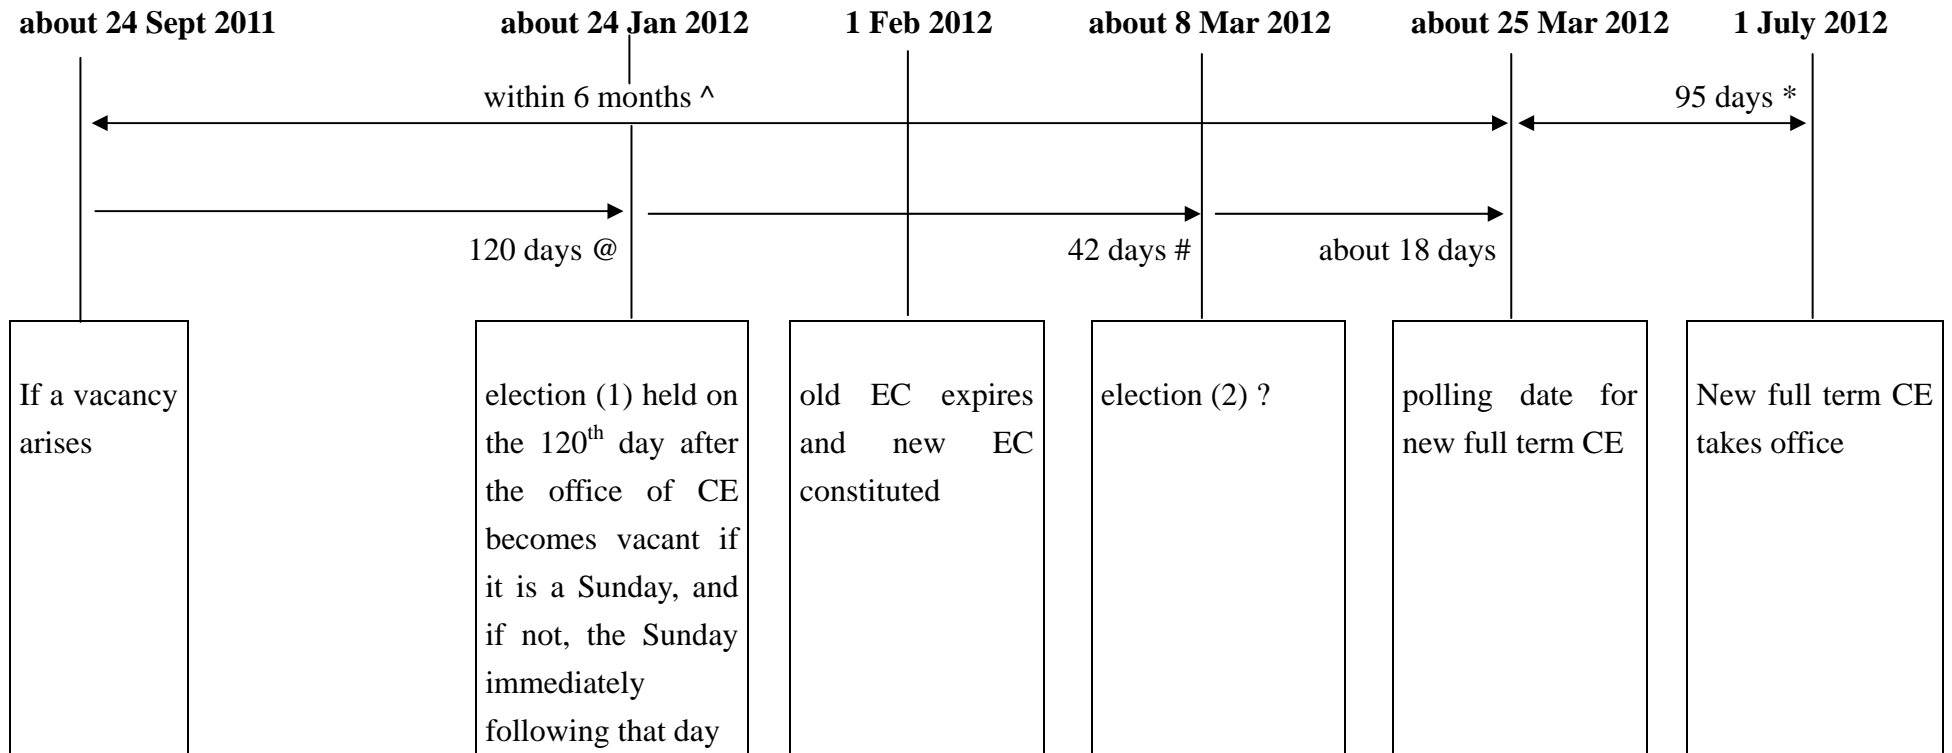 about 24 Sept 2011
about 24 Jan 2012
1 Feb 2012
about 8 Mar 2012
about 25 Mar 2012
1 July 2012
within 6 months ^
95 days *
120 days @
42 days #
about 18 days
If a vacancy
arises
election (1) held on
the 120th day after
the office of CE
becomes vacant if
it is a Sunday, and
if not, the Sunday
immediately
following that day
old EC expires
and new EC
constituted
election (2) ?
polling date for
new full term CE
New full term CE
takes office